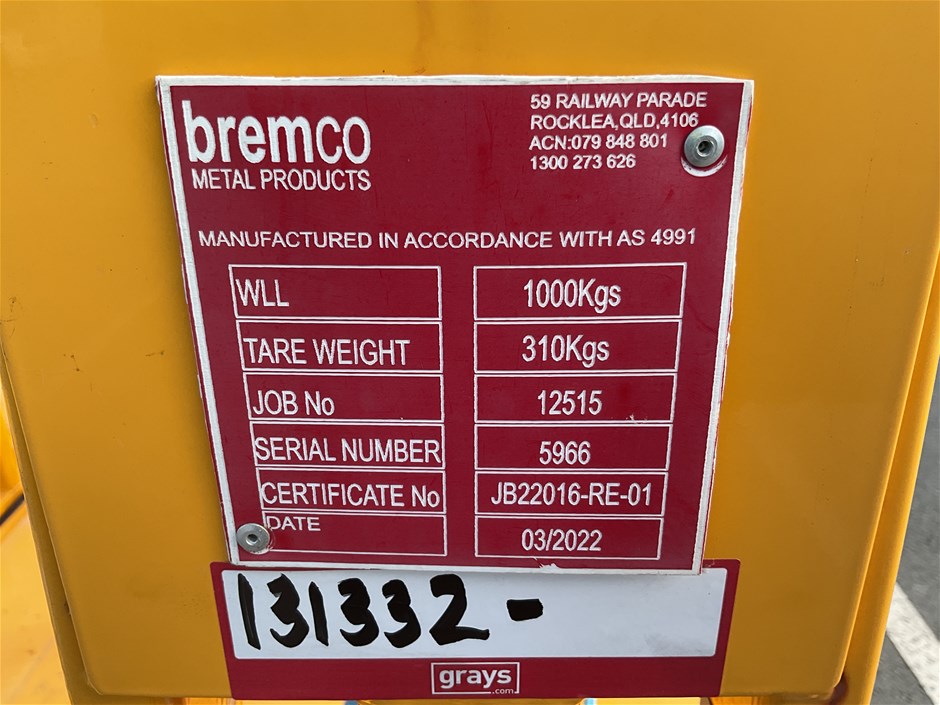 bremco
METAL PRODUCTS
59 RAILWAY PARADE
ROCKLEA,QLD,4106
ACN:079 848 801
1300 273 626
MANUFACTURED IN ACCORDANCE WITH AS 4991
WLL 1000Kgs
TARE WEIGHT 310Kgs
JOB No 12515
SERIAL NUMBER 5966
CERTIFICATE No JB22016-RE-01
DATE 03/2022
131332-
grays
.com